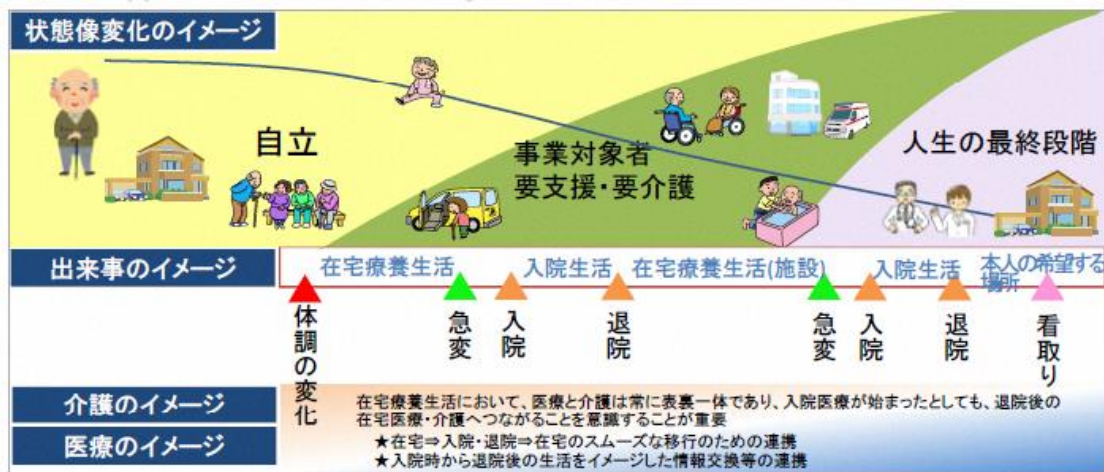 状態像変化のイメージ
自立
事業対象者
要支援・要介護
人生の最終段階
出来事のイメージ
在宅療養生活
入院生活
在宅療養生活(施設)
入院生活
本人の希望する
場所
体調の変化
急変
入院
退院
急変
入院
退院
看取り
介護のイメージ
医療のイメージ
在宅療養生活において、医療と介護は常に表裏一体であり、入院医療が始まったとしても、退院後の
在宅医療・介護へつながることを意識することが重要
★在宅⇒入院・退院⇒在宅のスムーズな移行のための連携
★入院時から退院後の生活をイメージした情報交換等の連携